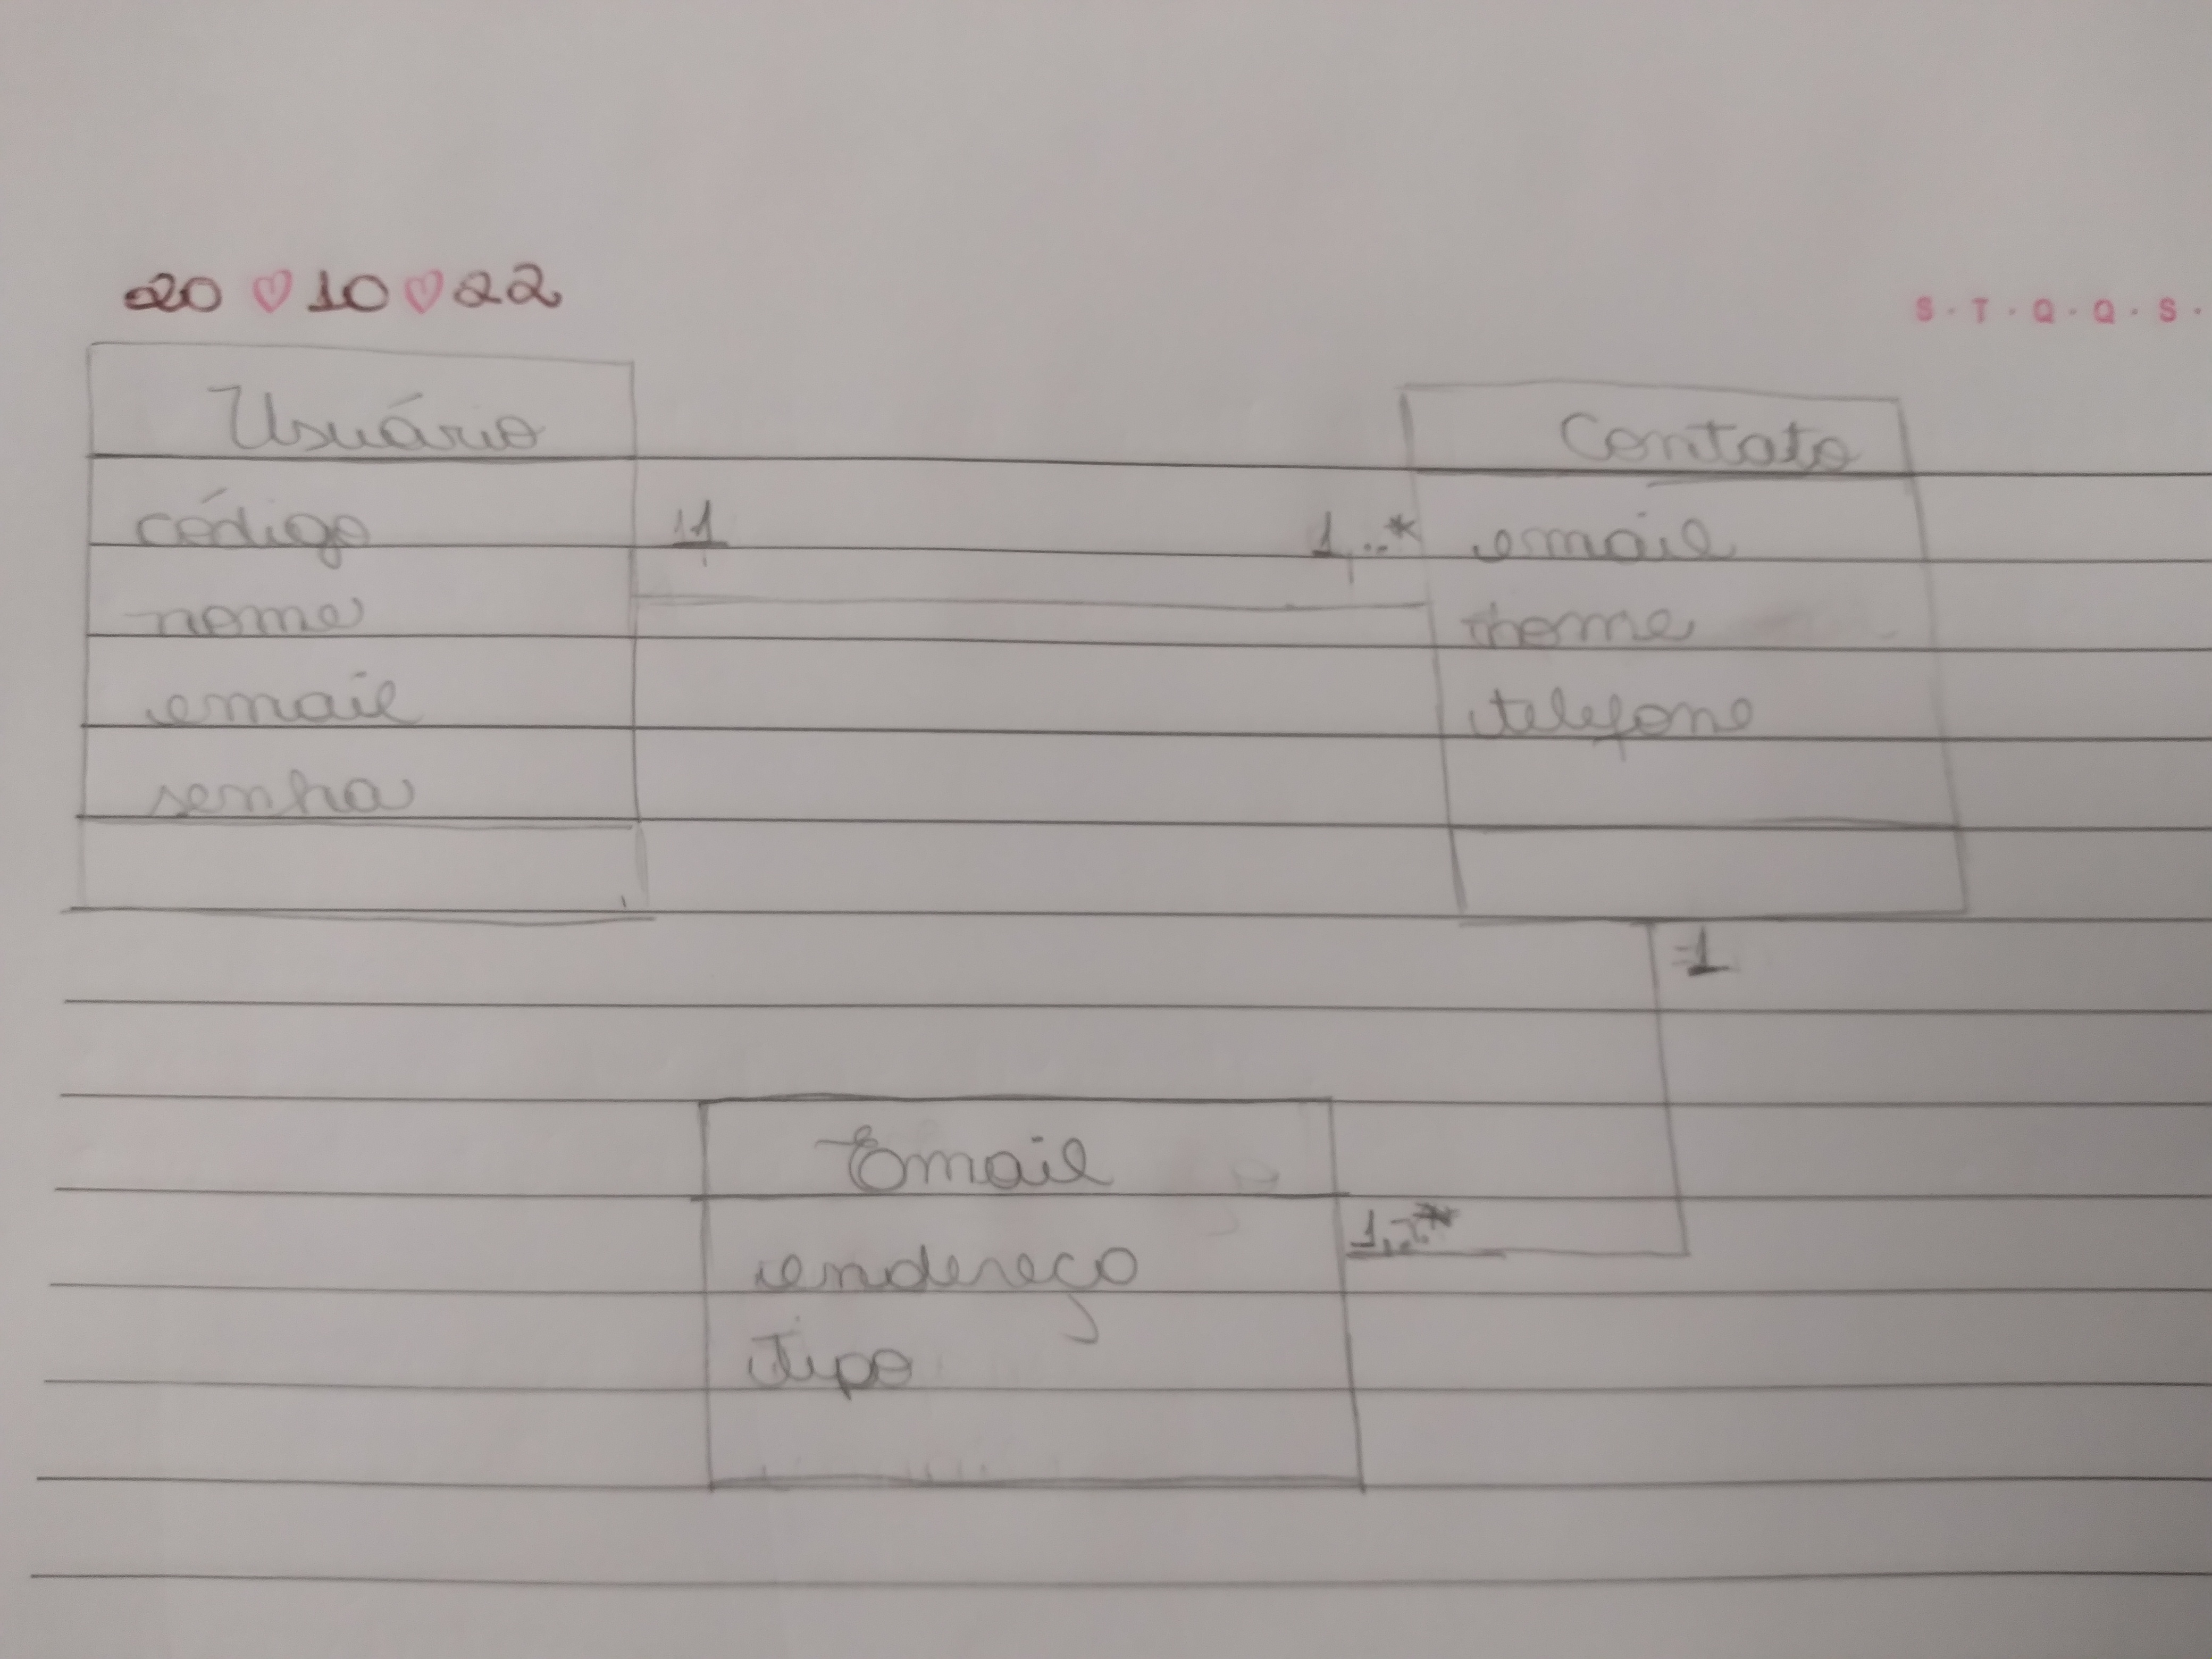 20 10 22
S · T · Q · Q · S ·
Usuário
Contato
código
1
1..*
email
nome
nome
email
telefone
senha
1
Email
1..*
endereço
Tipo